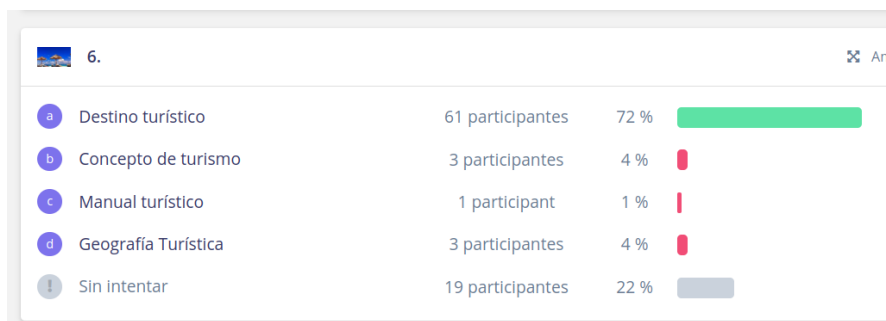 6.
a Destino turístico 61 participantes 72 %
b Concepto de turismo 3 participantes 4 %
c Manual turístico 1 participant 1 %
d Geografía Turística 3 participantes 4 %
! Sin intentar 19 participantes 22 %